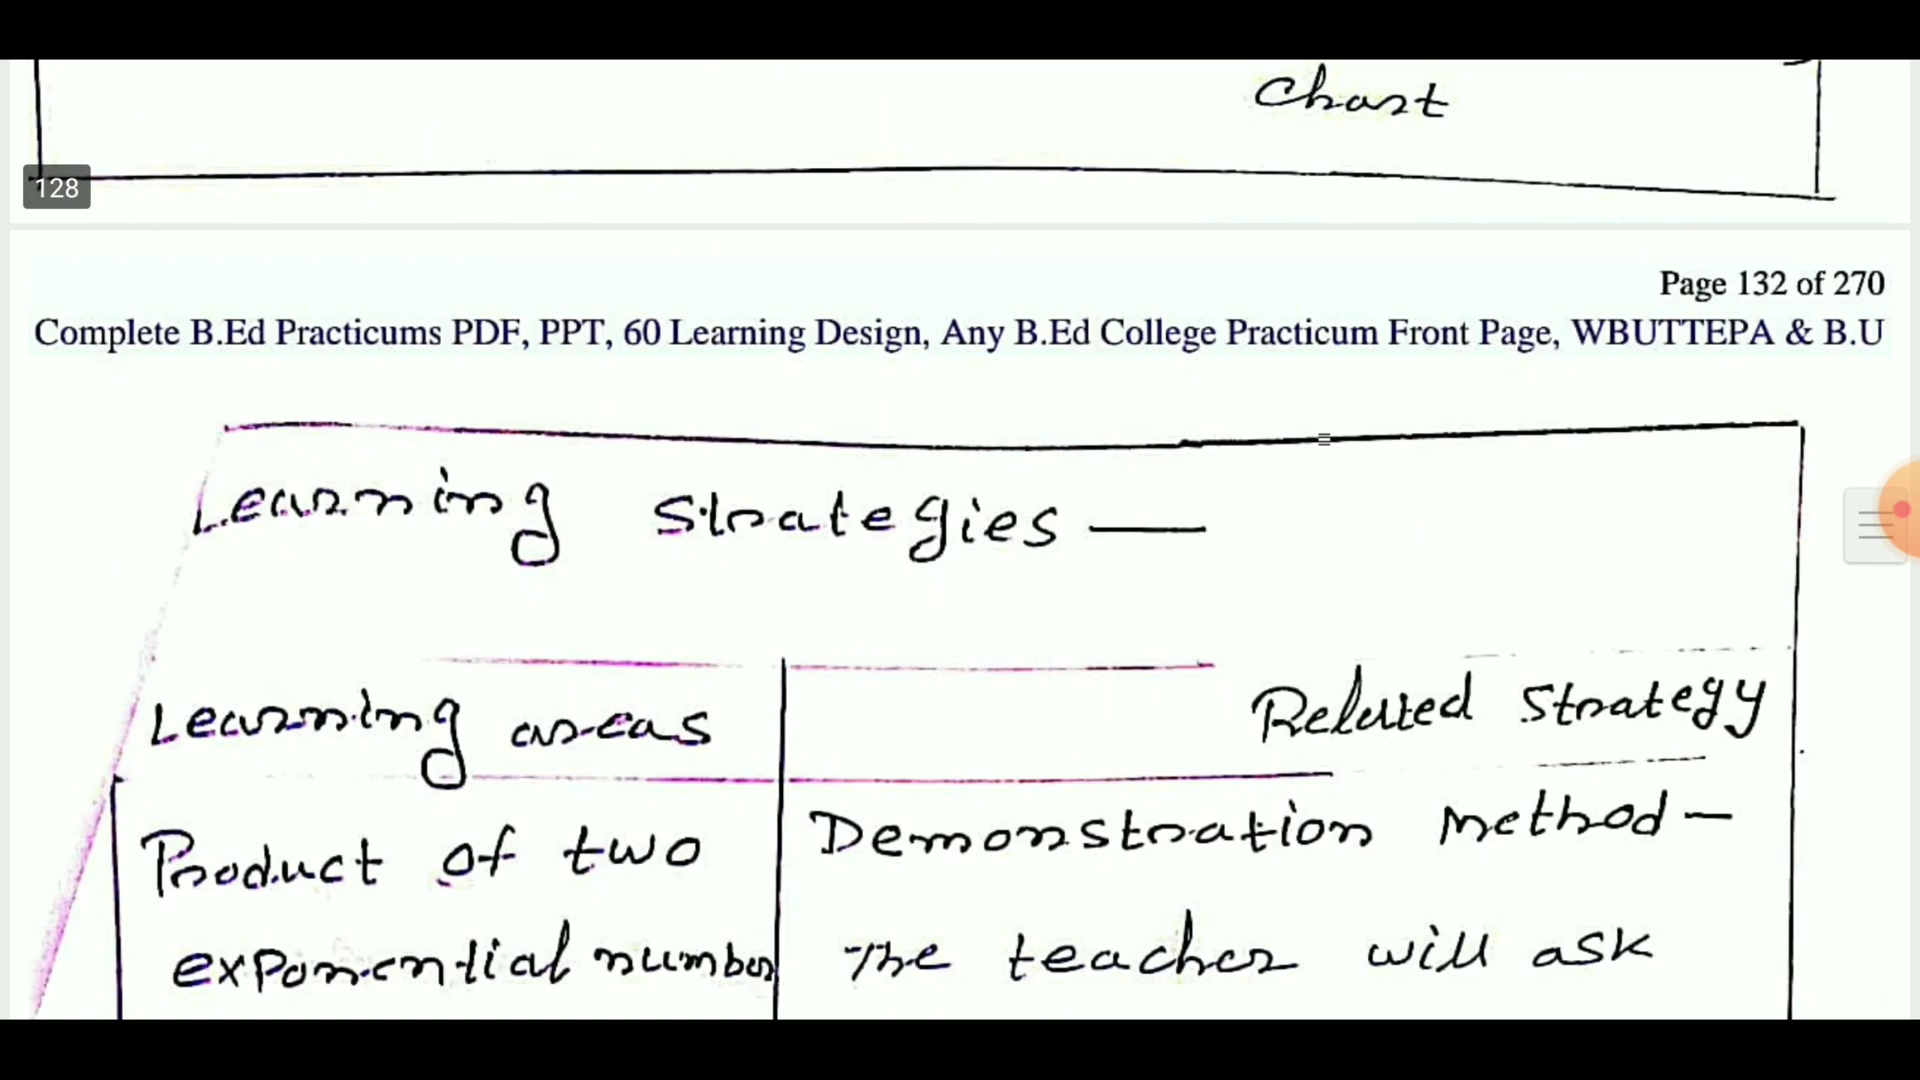 Chart
128
Page 132 of 270
Complete B.Ed Practicums PDF, PPT, 60 Learning Design, Any B.Ed College Practicum Front Page, WBUTTEPA & B.U
Learning Strategies —
Learning areas
Related Strategy
Product of two
exponential number
Demonstration Method —
The teacher will ask